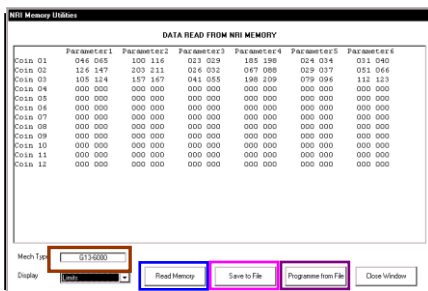 NRI Memory Utilities
DATA READ FROM NRI MEMORY
Parameter1 Parameter2 Parameter3 Parameter4 Parameter5 Parameter6
Coin 01 046 065 100 116 023 029 185 198 024 034 031 040
Coin 02 126 147 203 211 026 032 067 088 029 037 051 066
Coin 03 105 124 157 167 041 055 198 209 079 096 112 123
Coin 04 000 000 000 000 000 000 000 000 000 000 000 000
Coin 05 000 000 000 000 000 000 000 000 000 000 000 000
Coin 06 000 000 000 000 000 000 000 000 000 000 000 000
Coin 07 000 000 000 000 000 000 000 000 000 000 000 000
Coin 08 000 000 000 000 000 000 000 000 000 000 000 000
Coin 09 000 000 000 000 000 000 000 000 000 000 000 000
Coin 10 000 000 000 000 000 000 000 000 000 000 000 000
Coin 11 000 000 000 000 000 000 000 000 000 000 000 000
Coin 12 000 000 000 000 000 000 000 000 000 000 000 000
Mech Type G13-6000
Display Limits Read Memory Save to File Programme from File Close Window